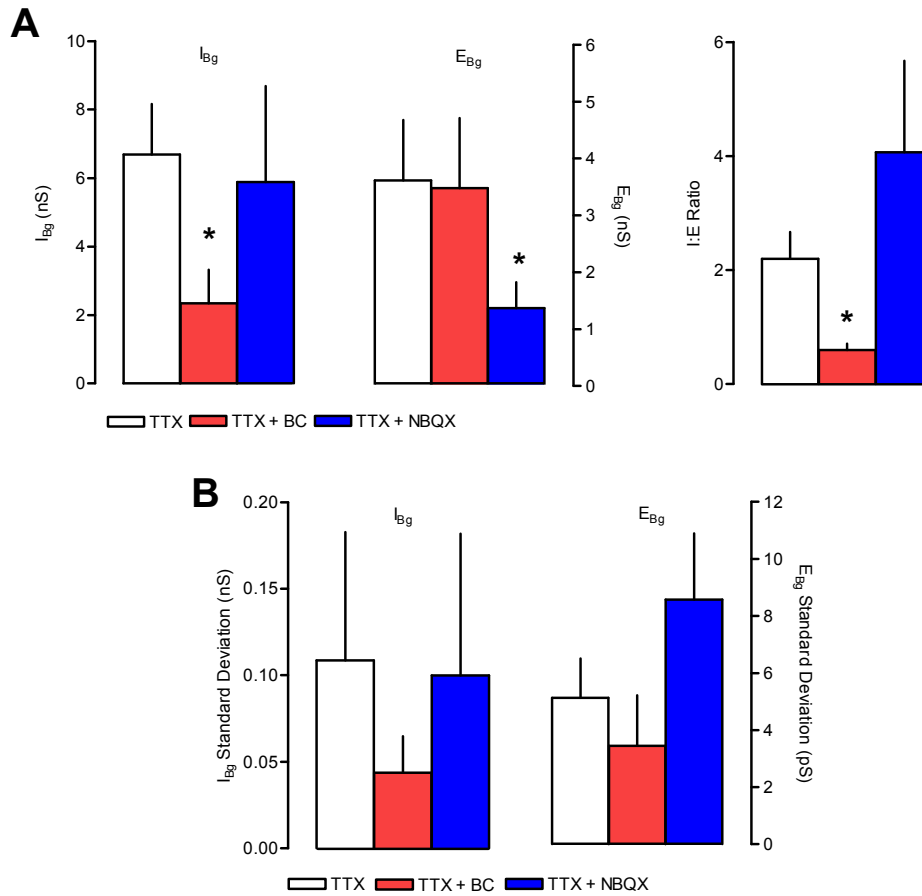 A
I_Bg
E_Bg
10
8
6
4
2
0
I_Bg (nS)
6
5
4
3
2
1
0
E_Bg (nS)
6
4
2
0
I:E Ratio
*
*
*
TTX TTX + BC TTX + NBQX
B
I_Bg
E_Bg
0.20
0.15
0.10
0.05
0.00
I_Bg Standard Deviation (nS)
12
10
8
6
4
2
0
E_Bg Standard Deviation (pS)
TTX TTX + BC TTX + NBQX